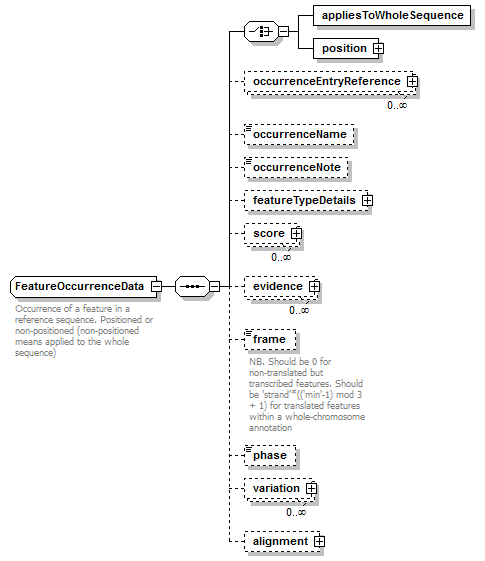 appliesToWholeSequence
position
occurrenceEntryReference
0..∞
occurrenceName
occurrenceNote
featureTypeDetails
score
0..∞
FeatureOccurrenceData
Occurrence of a feature in a
reference sequence. Positioned or
non-positioned (non-positioned
means applied to the whole
sequence)
evidence
0..∞
frame
NB. Should be 0 for
non-translated but
transcribed features. Should
be 'strand'*(('min'-1) mod 3
+ 1) for translated features
within a whole-chromosome
annotation
phase
variation
0..∞
alignment